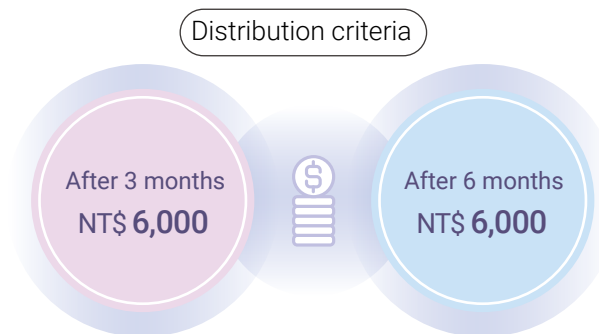 Distribution criteria
After 3 months
NT$ 6,000
After 6 months
NT$ 6,000